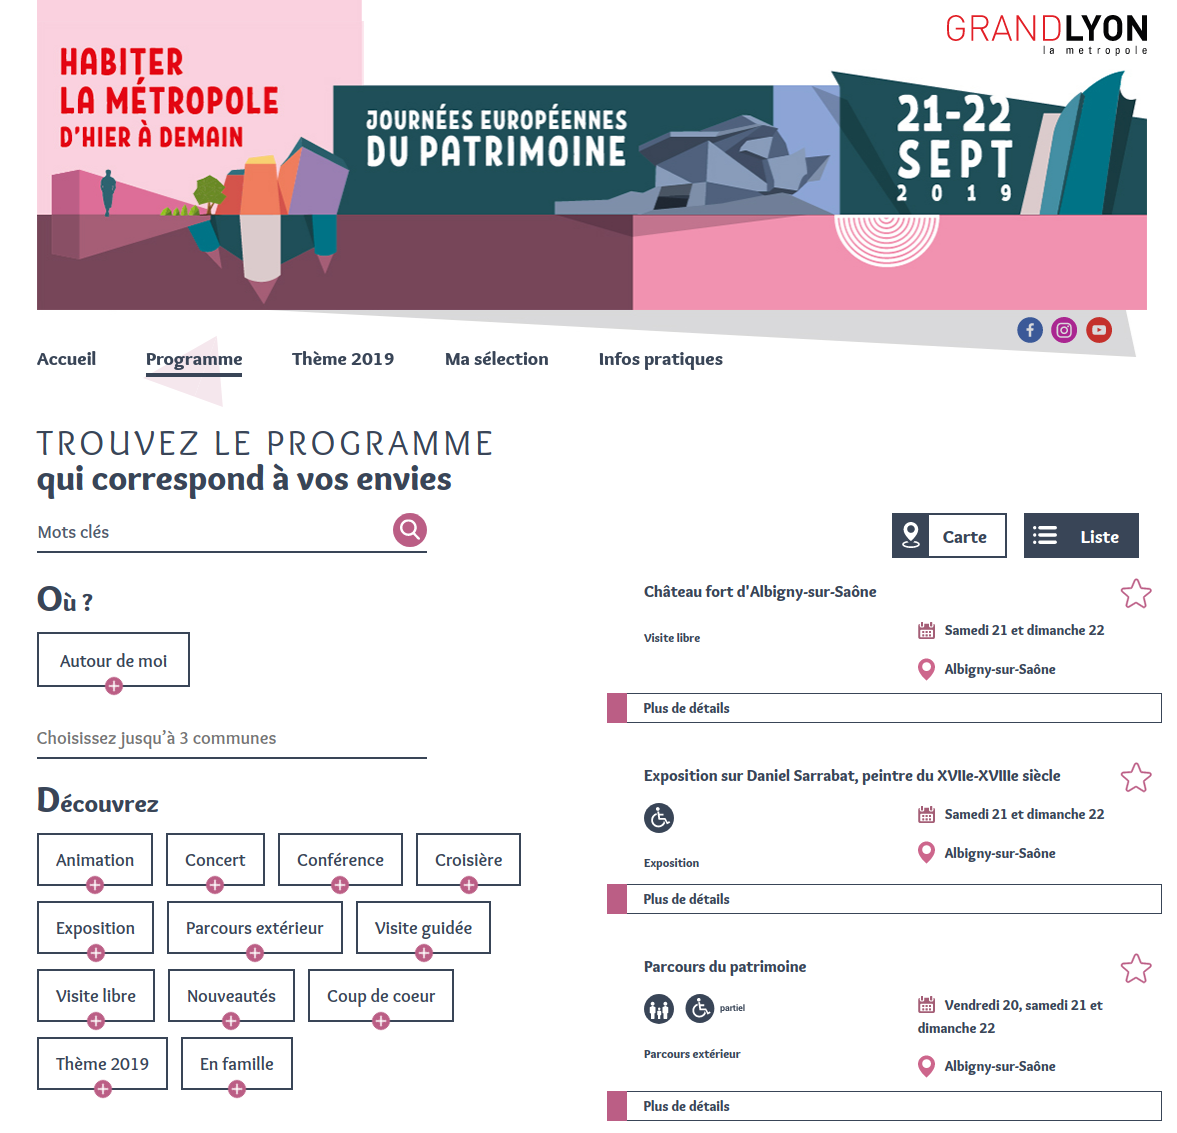 GRANDLYON
la metropole
HABITER
LA MÉTROPOLE
D'HIER À DEMAIN
JOURNÉES EUROPÉENNES
DU PATRIMOINE
21-22
SEPT
2019
Accueil
Programme
Thème 2019
Ma sélection
Infos pratiques
TROUVEZ LE PROGRAMME
qui correspond à vos envies
Mots clés
Carte
Liste
Où ?
Autour de moi
Choisissez jusqu'à 3 communes
Découvrez
Animation
Concert
Conférence
Croisière
Exposition
Parcours extérieur
Visite guidée
Visite libre
Nouveautés
Coup de coeur
Thème 2019
En famille
Château fort d'Albigny-sur-Saône
Visite libre
Samedi 21 et dimanche 22
Albigny-sur-Saône
Plus de détails
Exposition sur Daniel Sarrabat, peintre du XVIIe-XVIIIe siècle
Exposition
Samedi 21 et dimanche 22
Albigny-sur-Saône
Plus de détails
Parcours du patrimoine
partiel
Parcours extérieur
Vendredi 20, samedi 21 et
dimanche 22
Albigny-sur-Saône
Plus de détails